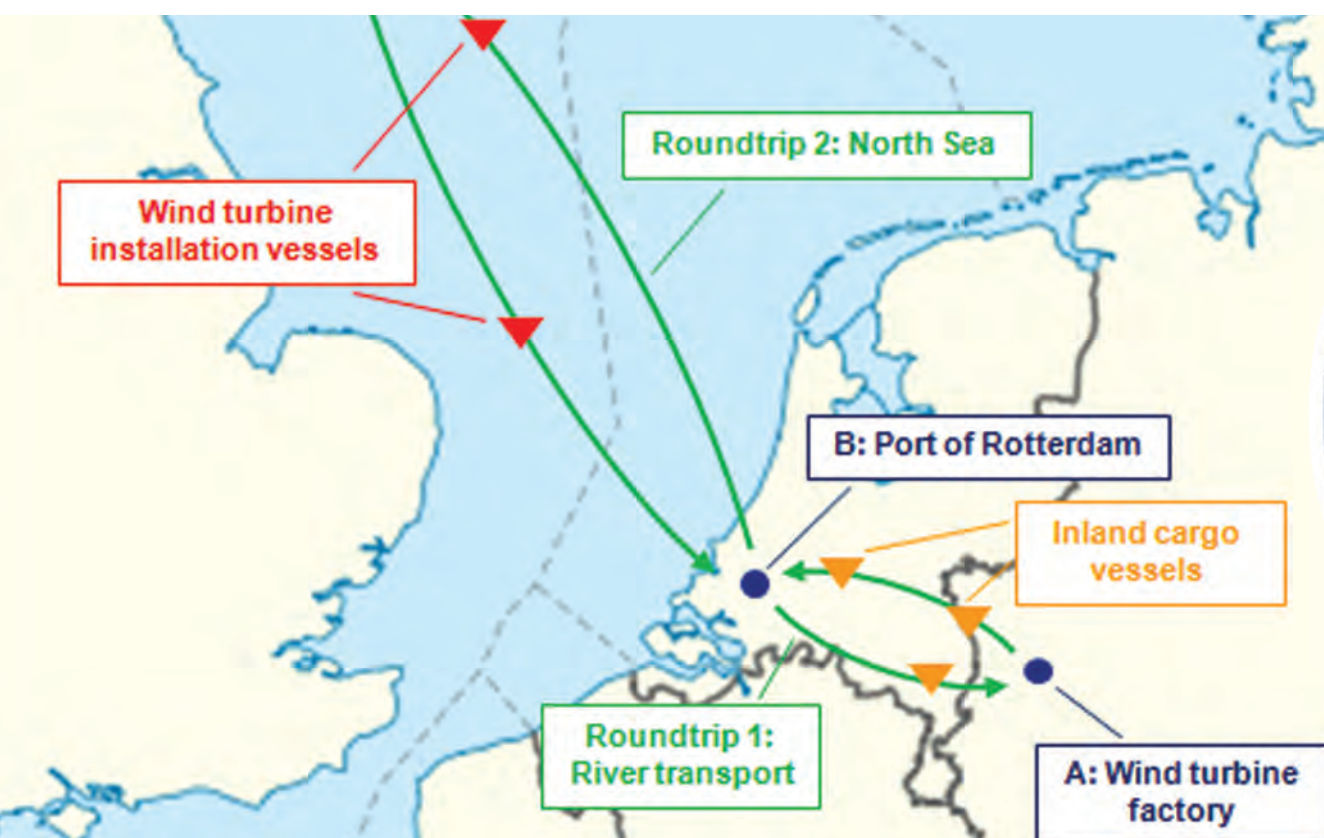 Roundtrip 2: North Sea
Wind turbine
installation vessels
B: Port of Rotterdam
Inland cargo
vessels
Roundtrip 1:
River transport
A: Wind turbine
factory